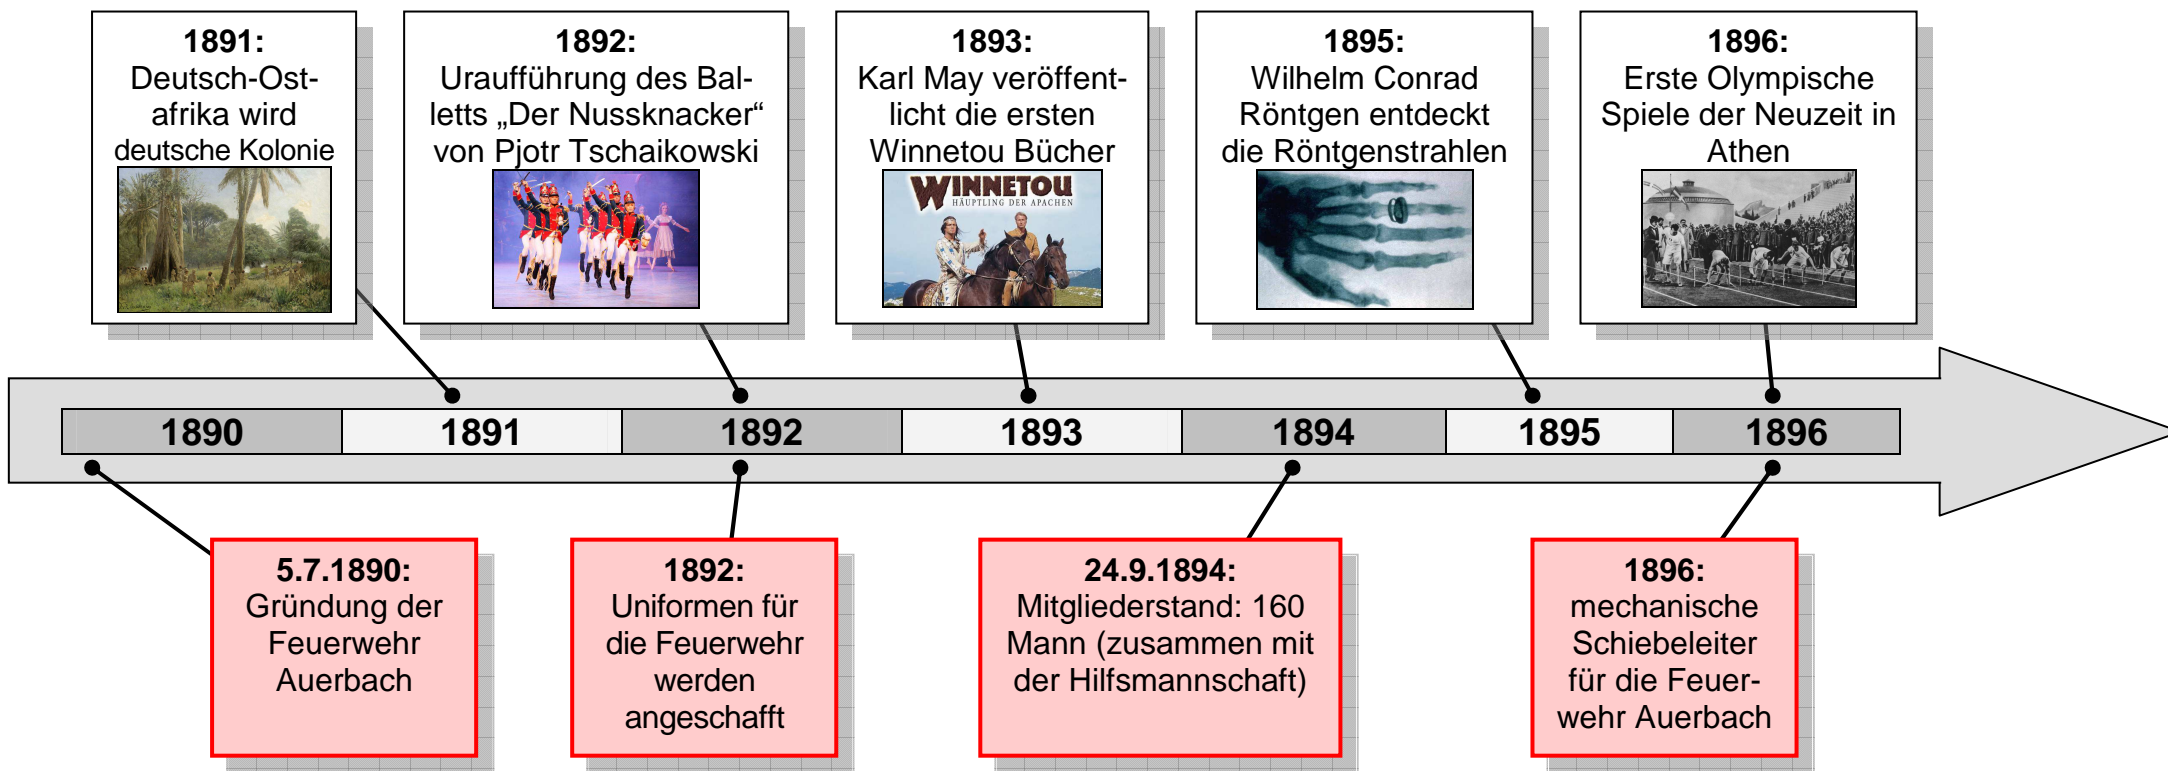 1891:
Deutsch-Ost-
afrika wird
deutsche Kolonie
1892:
Uraufführung des Bal-
letts „Der Nussknacker“
von Pjotr Tschaikowski
1893:
Karl May veröffent-
licht die ersten
Winnetou Bücher
WINNETOU
HÄUPTLING DER APACHEN
1895:
Wilhelm Conrad
Röntgen entdeckt
die Röntgenstrahlen
1896:
Erste Olympische
Spiele der Neuzeit in
Athen
1890 1891 1892 1893 1894 1895 1896
5.7.1890:
Gründung der
Feuerwehr
Auerbach
1892:
Uniformen für
die Feuerwehr
werden
angeschafft
24.9.1894:
Mitgliederstand: 160
Mann (zusammen mit
der Hilfsmannschaft)
1896:
mechanische
Schiebeleiter
für die Feuer-
wehr Auerbach